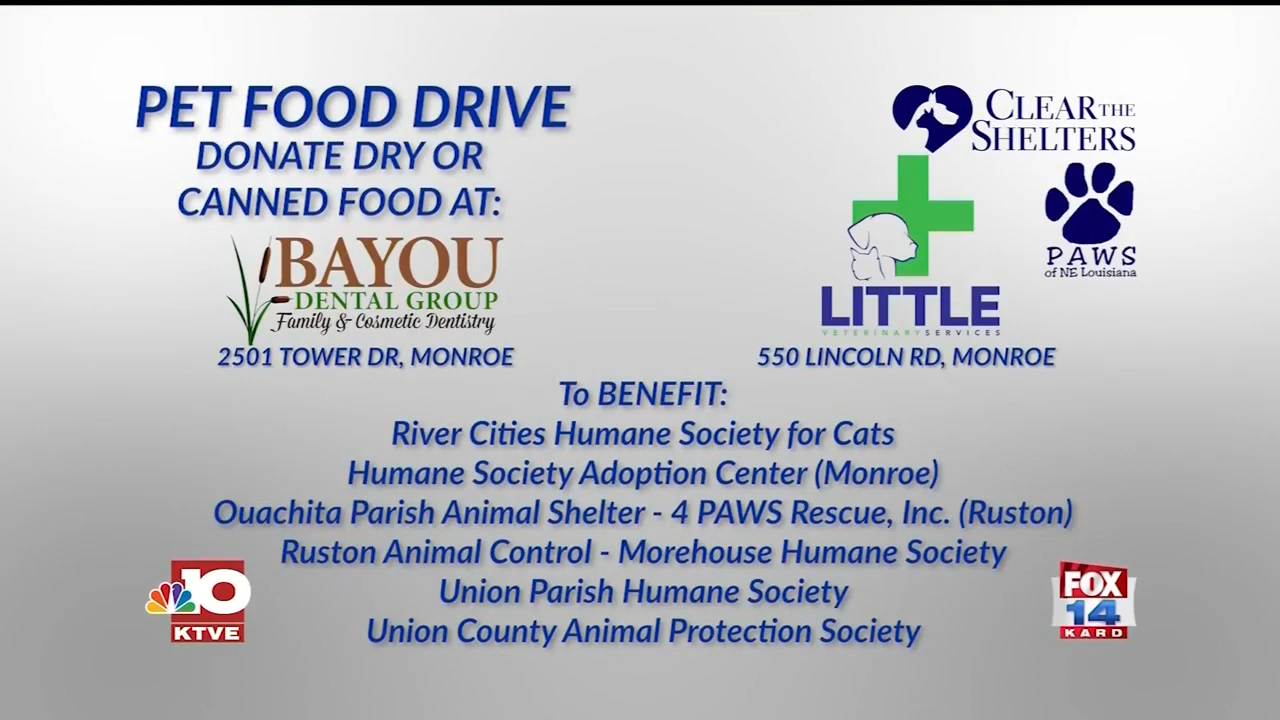 PET FOOD DRIVE
DONATE DRY OR
CANNED FOOD AT:
BAYOU
DENTAL GROUP
Family & Cosmetic Dentistry
2501 TOWER DR, MONROE
CLEAR THE
SHELTERS
PAWS
of NE Louisiana
LITTLE
VETERINARY SERVICES
550 LINCOLN RD, MONROE
To BENEFIT:
River Cities Humane Society for Cats
Humane Society Adoption Center (Monroe)
Ouachita Parish Animal Shelter - 4 PAWS Rescue, Inc. (Ruston)
Ruston Animal Control - Morehouse Humane Society
Union Parish Humane Society
Union County Animal Protection Society
10
KTVE
FOX
14
KARD